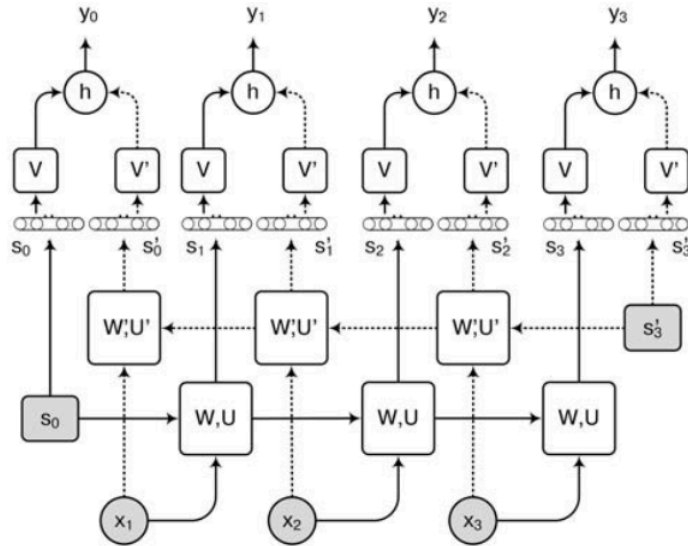 y₀ y₁ y₂ y₃
h h h h
V V' V V' V V' V V'
s₀ s'₀ s₁ s'₁ s₂ s'₂ s₃ s'₃
W',U' W',U' W',U' s'₃
s₀ W,U W,U W,U
x₁ x₂ x₃